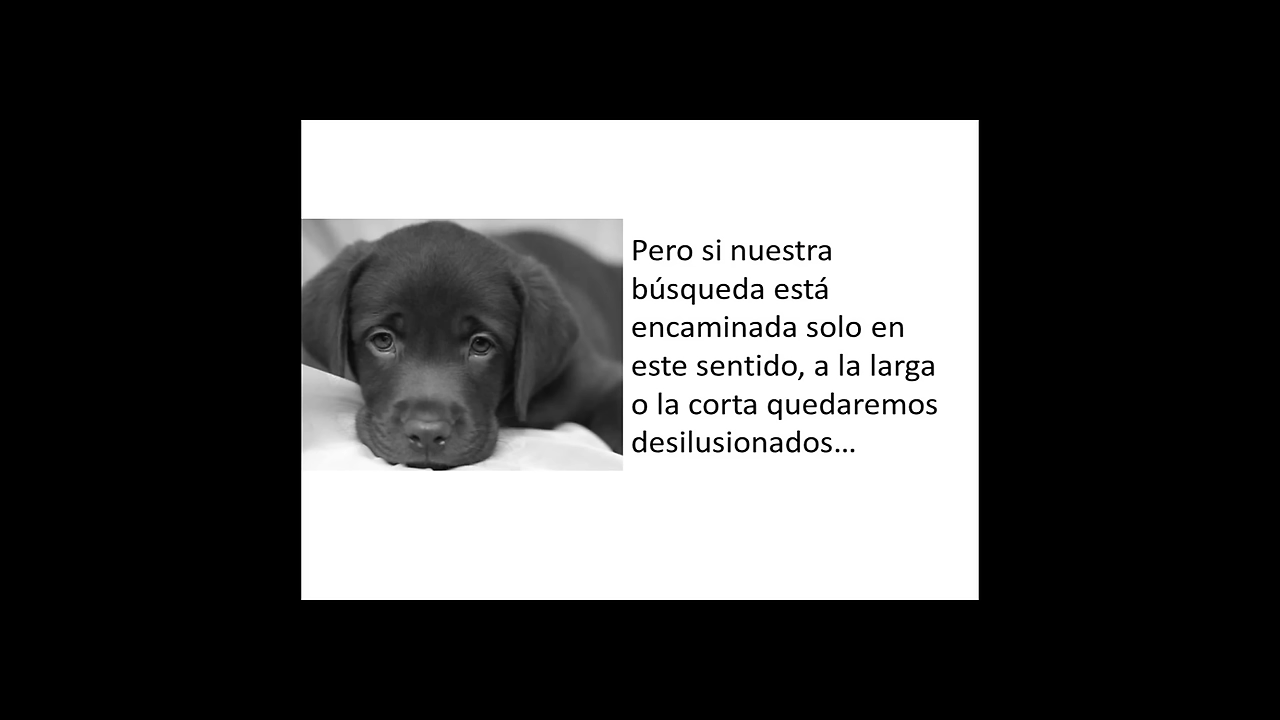 Pero si nuestra
búsqueda está
encaminada solo en
este sentido, a la larga
o la corta quedaremos
desilusionados...